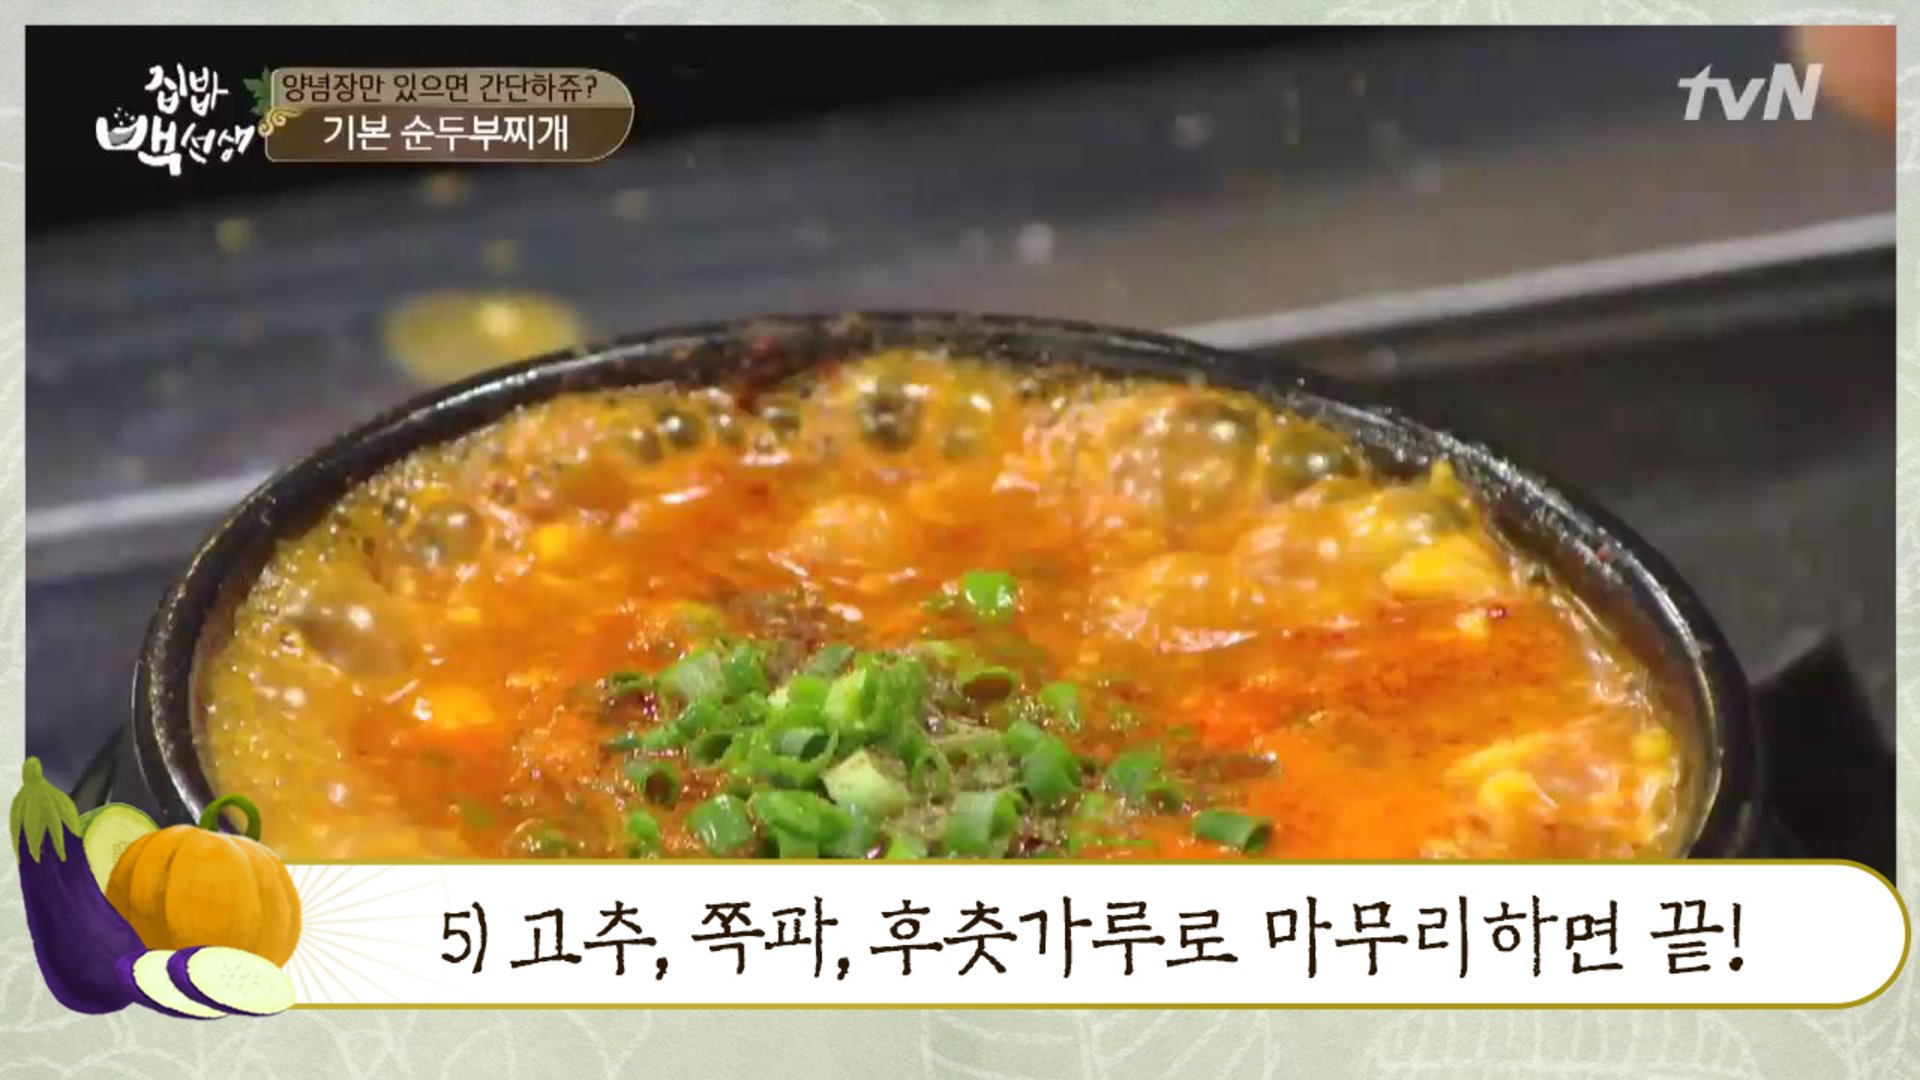 집밥
백선생
양념장만 있으면 간단하쥬?
기본 순두부찌개
tvN
5) 고추, 쪽파, 후춧가루로 마무리하면 끝!